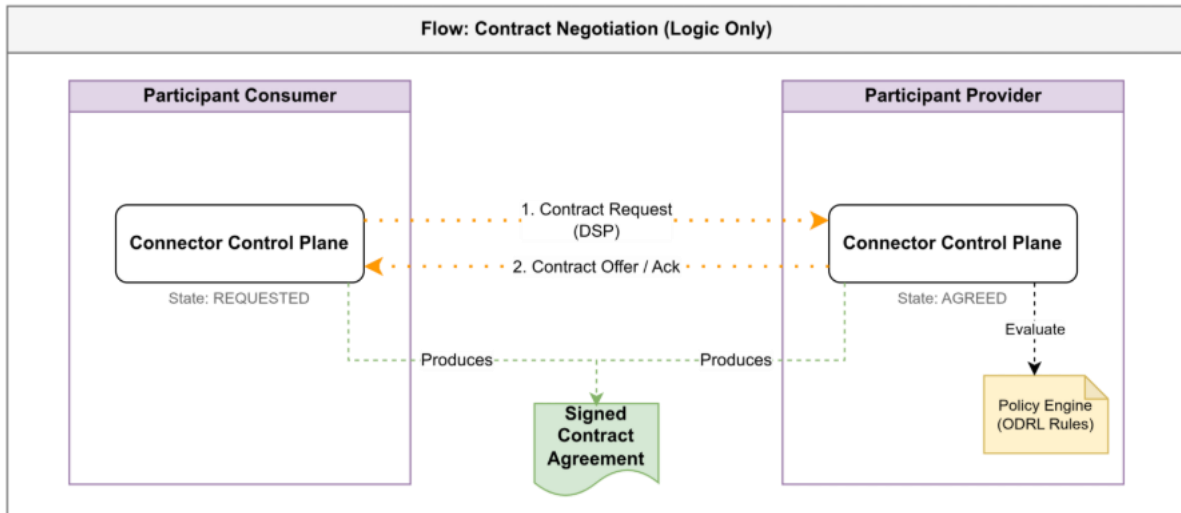 Flow: Contract Negotiation (Logic Only)
Participant Consumer
Participant Provider
1. Contract Request
(DSP)
Connector Control Plane
Connector Control Plane
2. Contract Offer / Ack
State: REQUESTED
State: AGREED
Evaluate
Produces
Produces
Signed
Contract
Agreement
Policy Engine
(ODRL Rules)